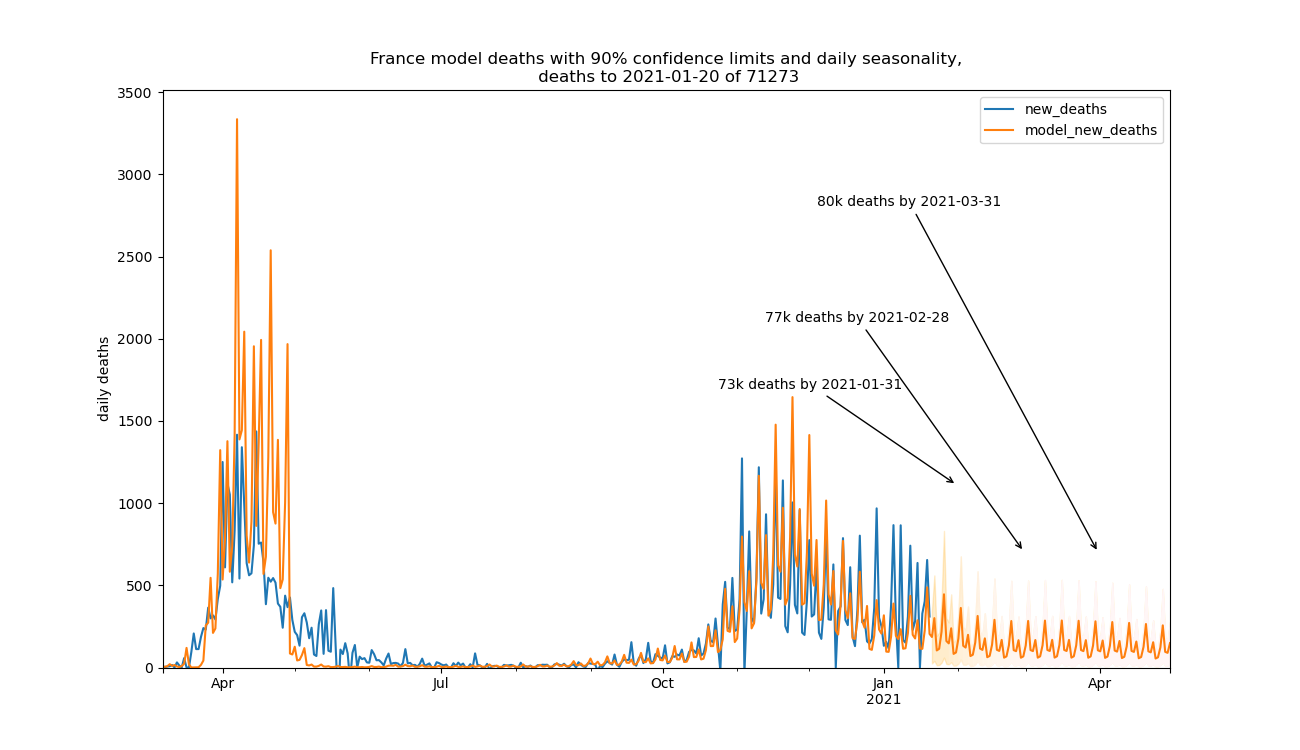 France model deaths with 90% confidence limits and daily seasonality,
deaths to 2021-01-20 of 71273
3500
3000
2500
2000
1500
1000
500
0
daily deaths
new_deaths
model_new_deaths
80k deaths by 2021-03-31
77k deaths by 2021-02-28
73k deaths by 2021-01-31
Apr
Jul
Oct
Jan
2021
Apr